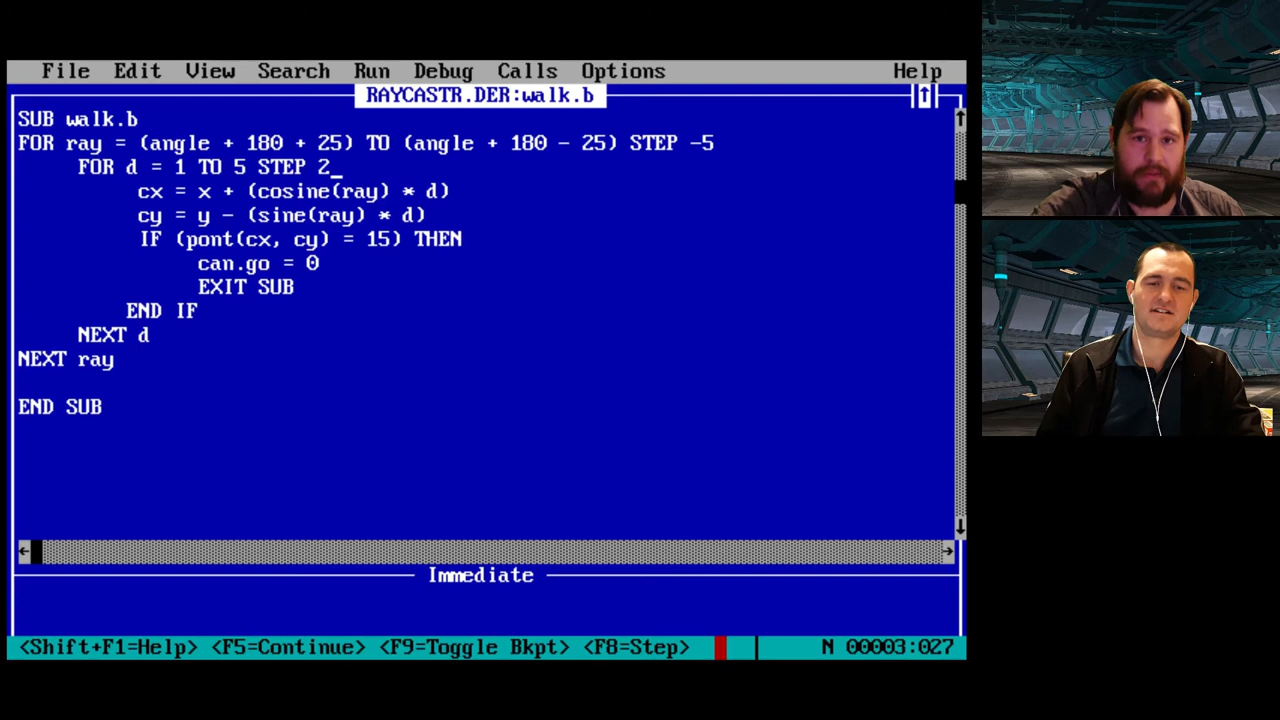 File Edit View Search Run Debug Calls Options Help
RAYCASTR.DER:walk.b
SUB walk.b
FOR ray = (angle + 180 + 25) TO (angle + 180 - 25) STEP -5
FOR d = 1 TO 5 STEP 2_
cx = x + (cosine(ray) * d)
cy = y - (sine(ray) * d)
IF (pont(cx, cy) = 15) THEN
can.go = 0
EXIT SUB
END IF
NEXT d
NEXT ray
END SUB
Immediate
<Shift+F1=Help> <F5=Continue> <F9=Toggle Bkpt> <F8=Step> N 00003:027